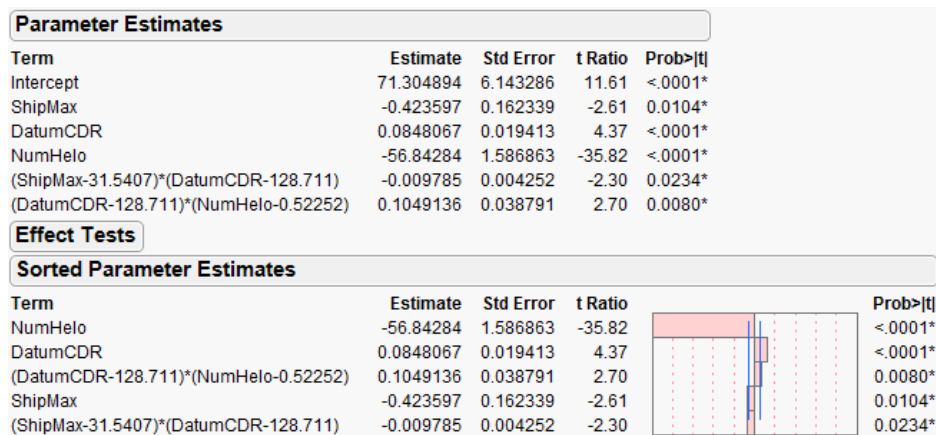 Parameter Estimates
Term Estimate Std Error t Ratio Prob>|t|
Intercept 71.304894 6.143286 11.61 <.0001*
ShipMax -0.423597 0.162339 -2.61 0.0104*
DatumCDR 0.0848067 0.019413 4.37 <.0001*
NumHelo -56.84284 1.586863 -35.82 <.0001*
(ShipMax-31.5407)*(DatumCDR-128.711) -0.009785 0.004252 -2.30 0.0234*
(DatumCDR-128.711)*(NumHelo-0.52252) 0.1049136 0.038791 2.70 0.0080*
Effect Tests
Sorted Parameter Estimates
Term Estimate Std Error t Ratio Prob>|t|
NumHelo -56.84284 1.586863 -35.82 <.0001*
DatumCDR 0.0848067 0.019413 4.37 <.0001*
(DatumCDR-128.711)*(NumHelo-0.52252) 0.1049136 0.038791 2.70 0.0080*
ShipMax -0.423597 0.162339 -2.61 0.0104*
(ShipMax-31.5407)*(DatumCDR-128.711) -0.009785 0.004252 -2.30 0.0234*